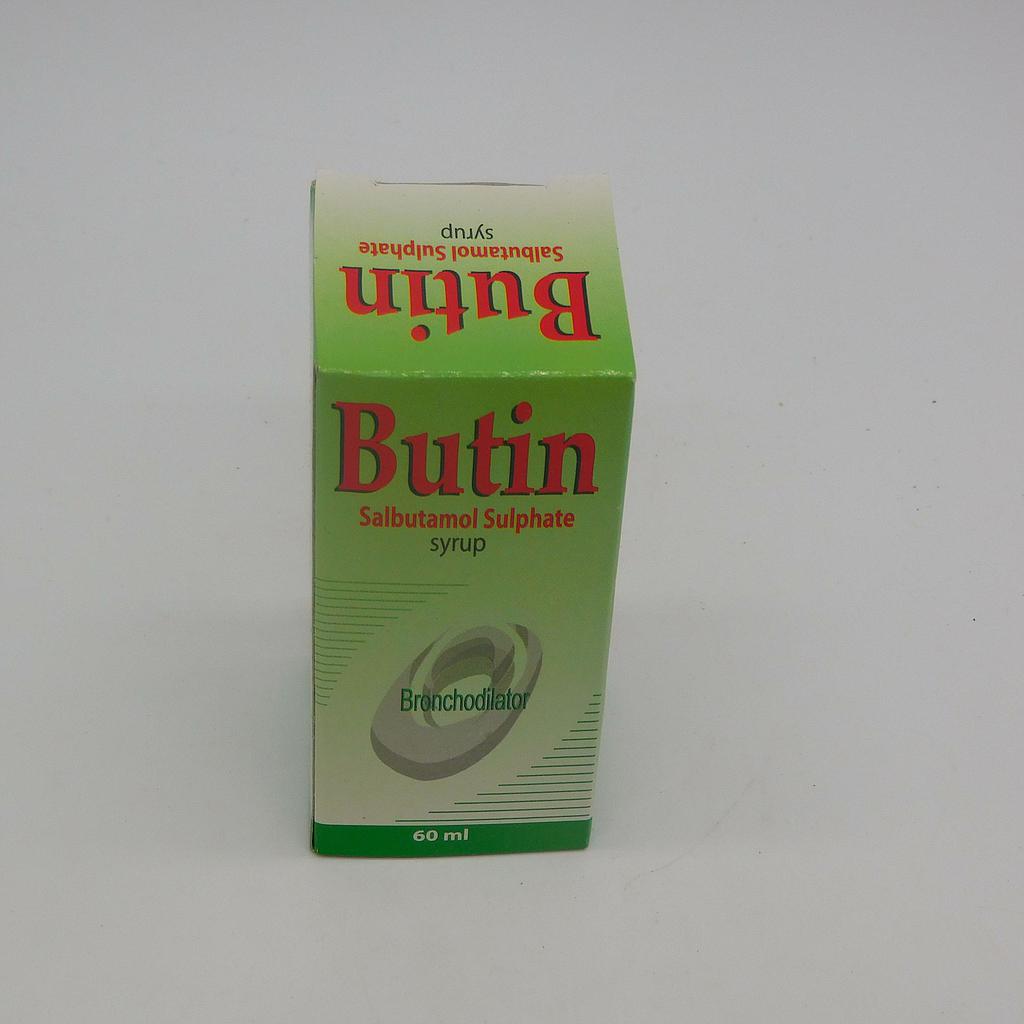 Butin
Salbutamol Sulphate
syrup
Butin
Salbutamol Sulphate
syrup
Bronchodilator
60 ml